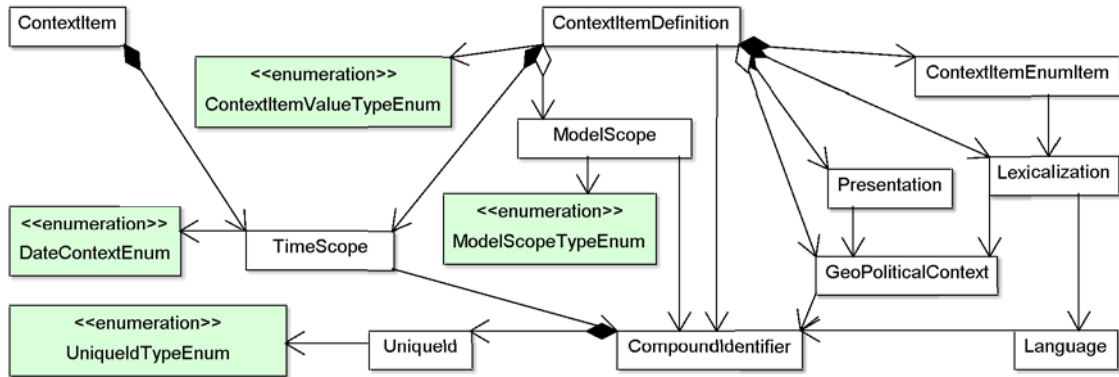 ContextItem
ContextItemDefinition
<<enumeration>>
ContextItemValueTypeEnum
ContextItemEnumItem
ModelScope
Presentation
Lexicalization
<<enumeration>>
DateContextEnum
TimeScope
<<enumeration>>
ModelScopeTypeEnum
GeoPoliticalContext
<<enumeration>>
UniqueIdTypeEnum
UniqueId
CompoundIdentifier
Language